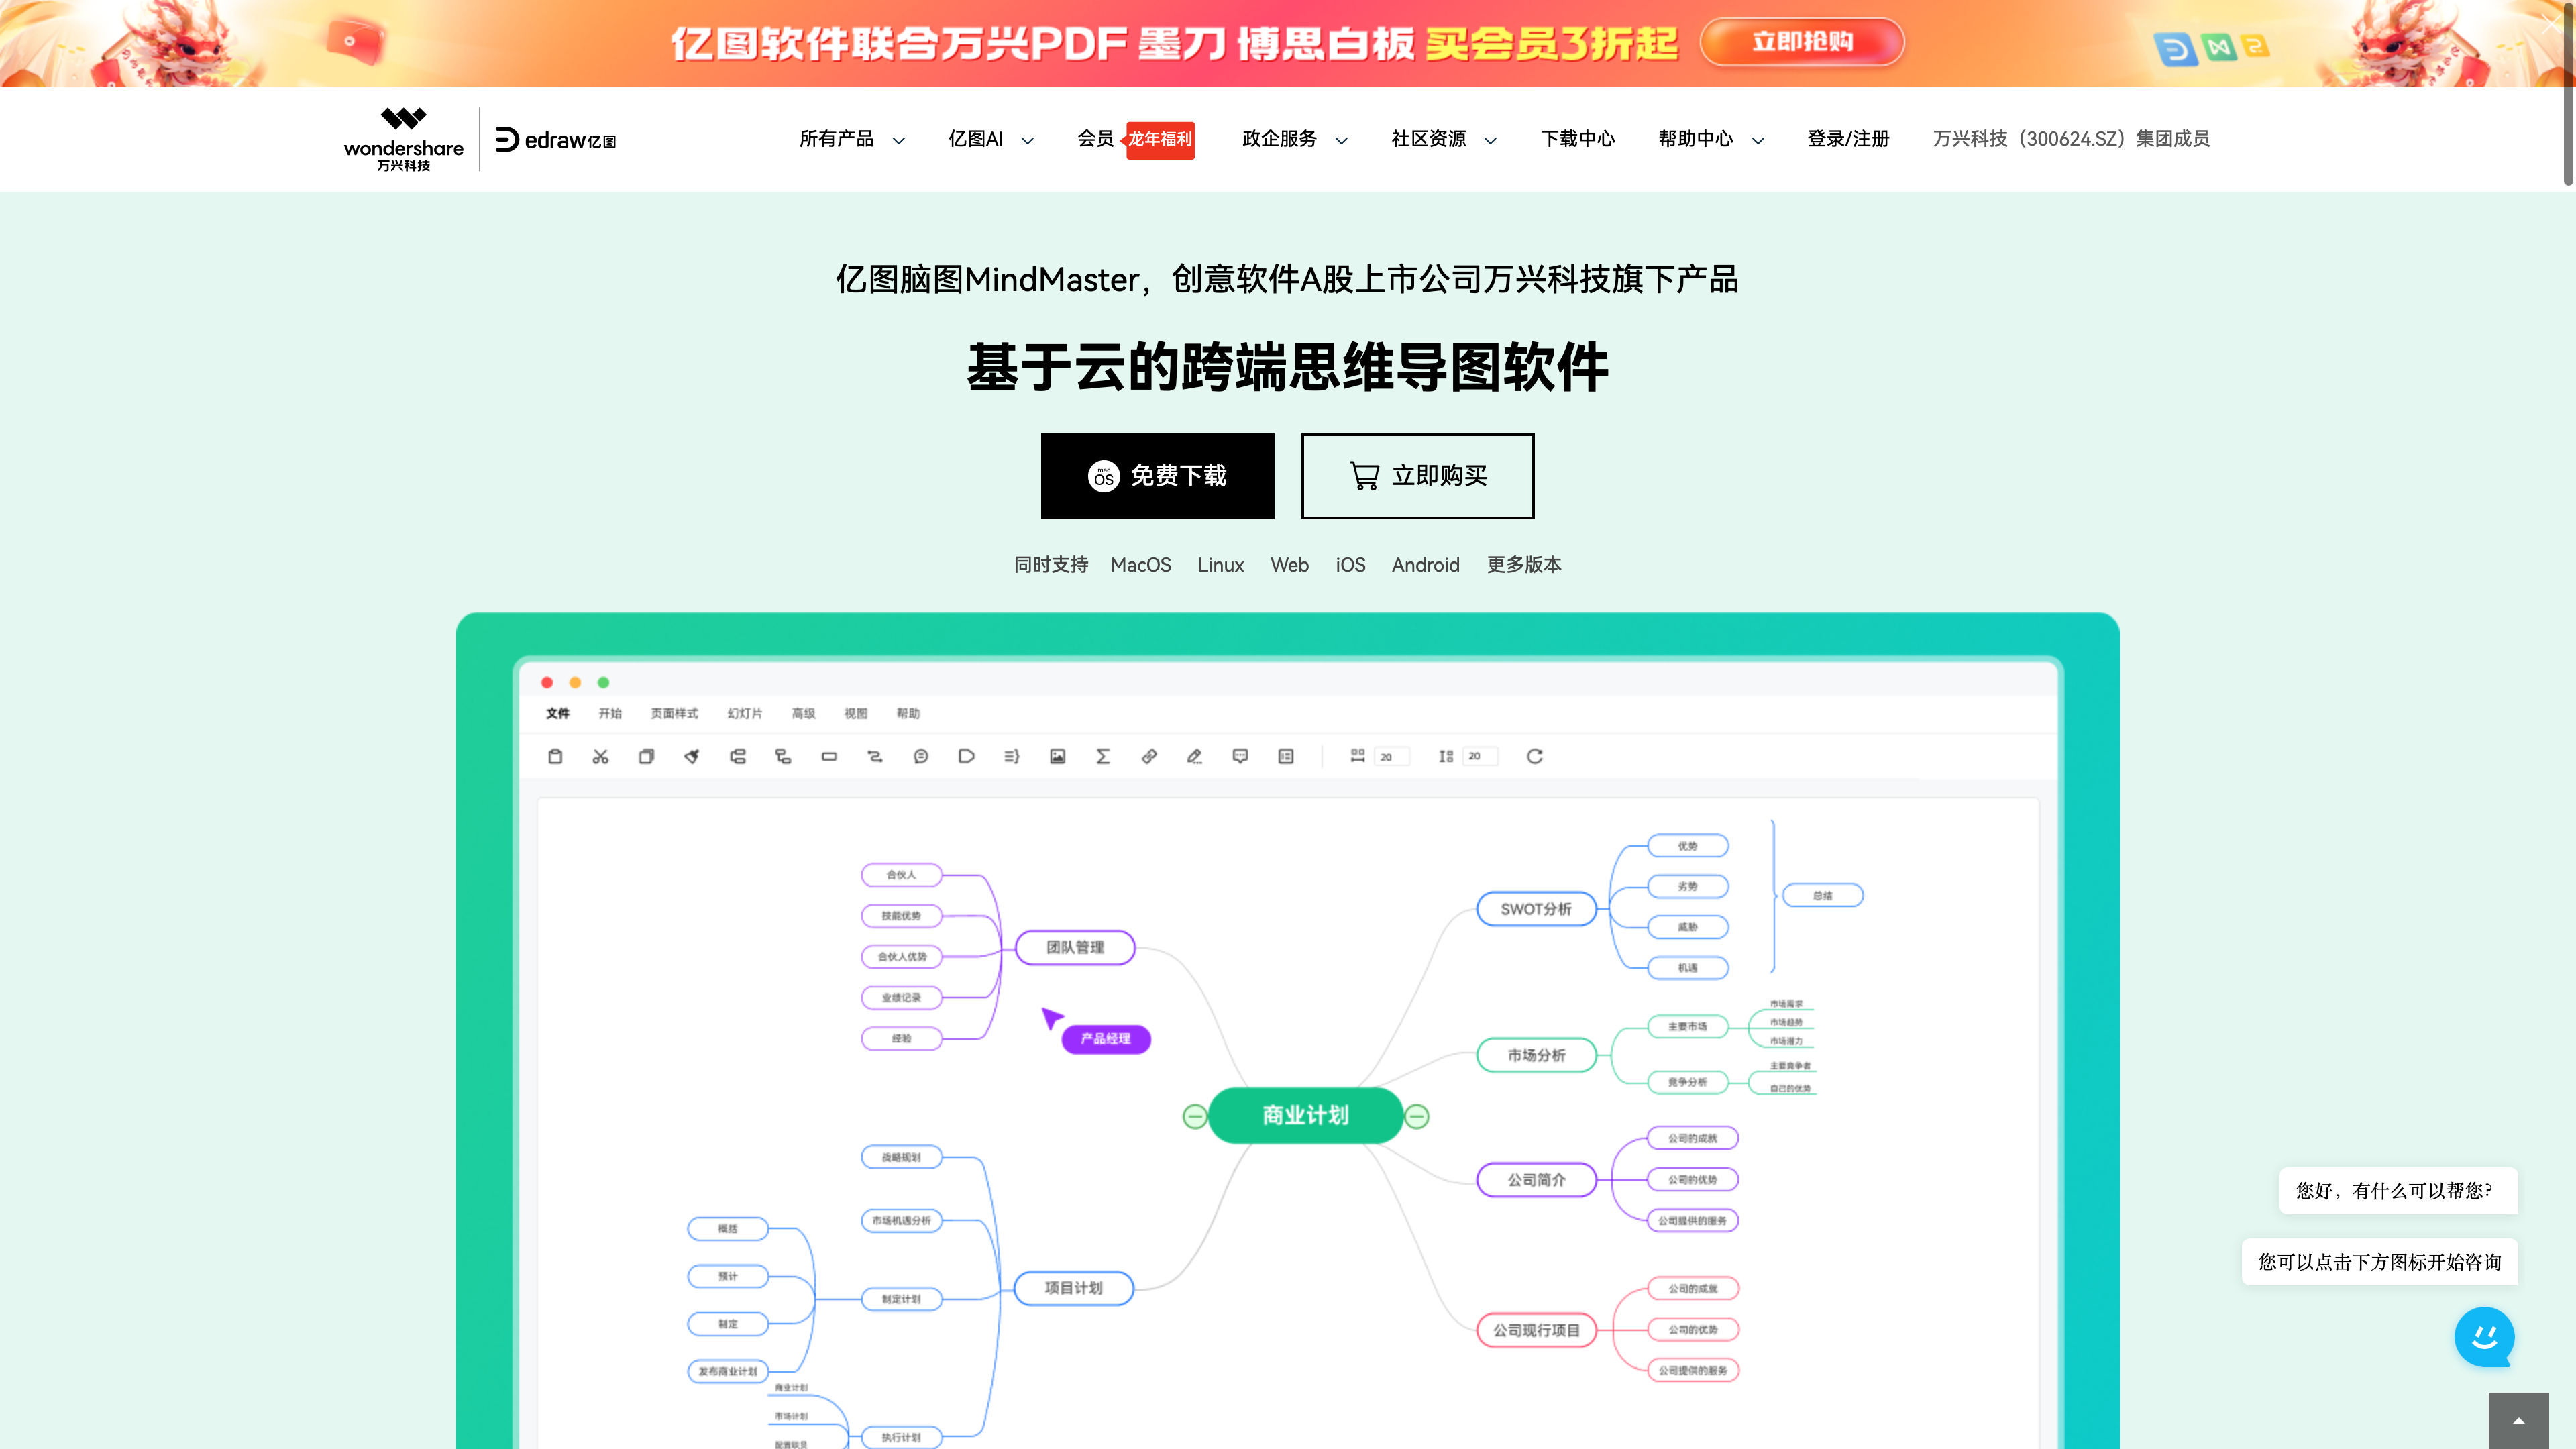 亿图软件联合万兴PDF 墨刀 博思白板 买会员3折起 立即抢购
wondershare
万兴科技
edraw亿图
所有产品 亿图AI 会员 龙年福利 政企服务 社区资源 下载中心 帮助中心 登录/注册 万兴科技（300624.SZ）集团成员
亿图脑图MindMaster，创意软件A股上市公司万兴科技旗下产品
基于云的跨端思维导图软件
mac OS 免费下载 立即购买
同时支持 MacOS Linux Web iOS Android 更多版本
文件 开始 页面样式 幻灯片 高级 视图 帮助
20 20
合伙人
技能优势
合伙人优势
业绩记录
经验
团队管理
产品经理
商业计划
SWOT分析
优势
劣势
威胁
机遇
总结
市场分析
主要市场
市场需求
市场趋势
市场潜力
竞争分析
主要竞争者
自己的优势
公司简介
公司的成就
公司的优势
公司提供的服务
公司现行项目
公司的成就
公司的优势
公司提供的服务
项目计划
战略规划
市场机遇分析
制定计划
概括
预计
制定
发布商业计划
执行计划
商业计划
市场计划
您好，有什么可以帮您？
您可以点击下方图标开始咨询